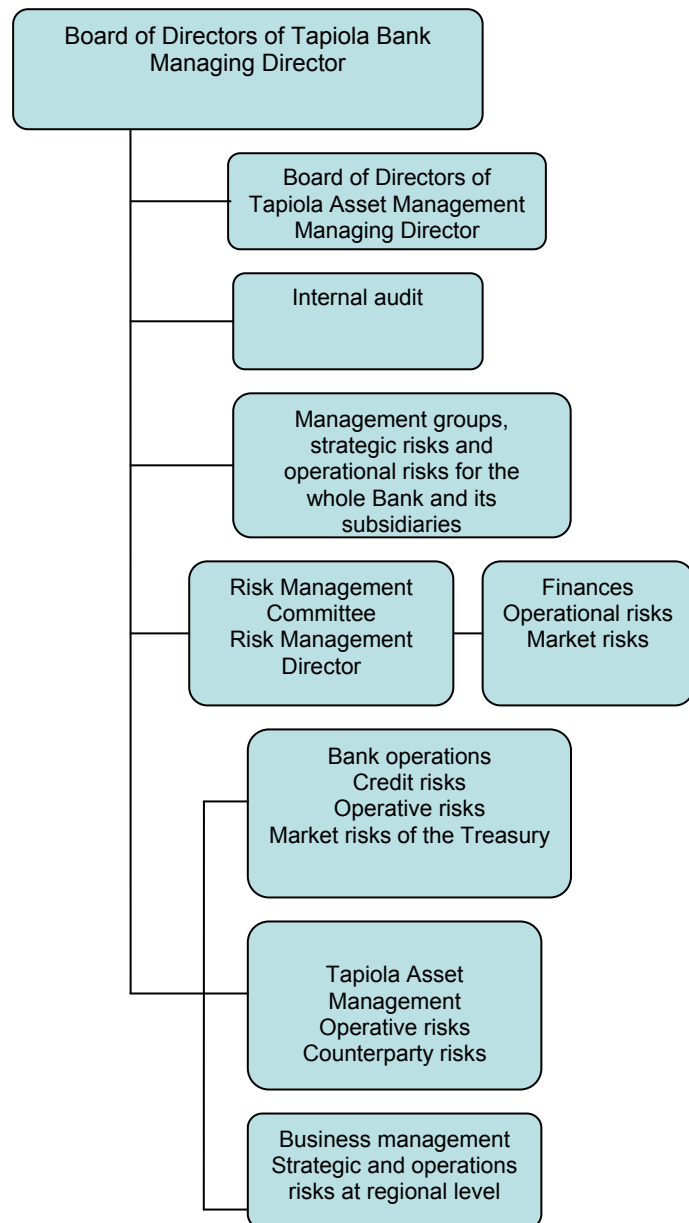 Board of Directors of Tapiola Bank
Managing Director
Board of Directors of
Tapiola Asset Management
Managing Director
Internal audit
Management groups,
strategic risks and
operational risks for the
whole Bank and its
subsidiaries
Risk Management
Committee
Risk Management
Director
Finances
Operational risks
Market risks
Bank operations
Credit risks
Operative risks
Market risks of the Treasury
Tapiola Asset
Management
Operative risks
Counterparty risks
Business management
Strategic and operations
risks at regional level